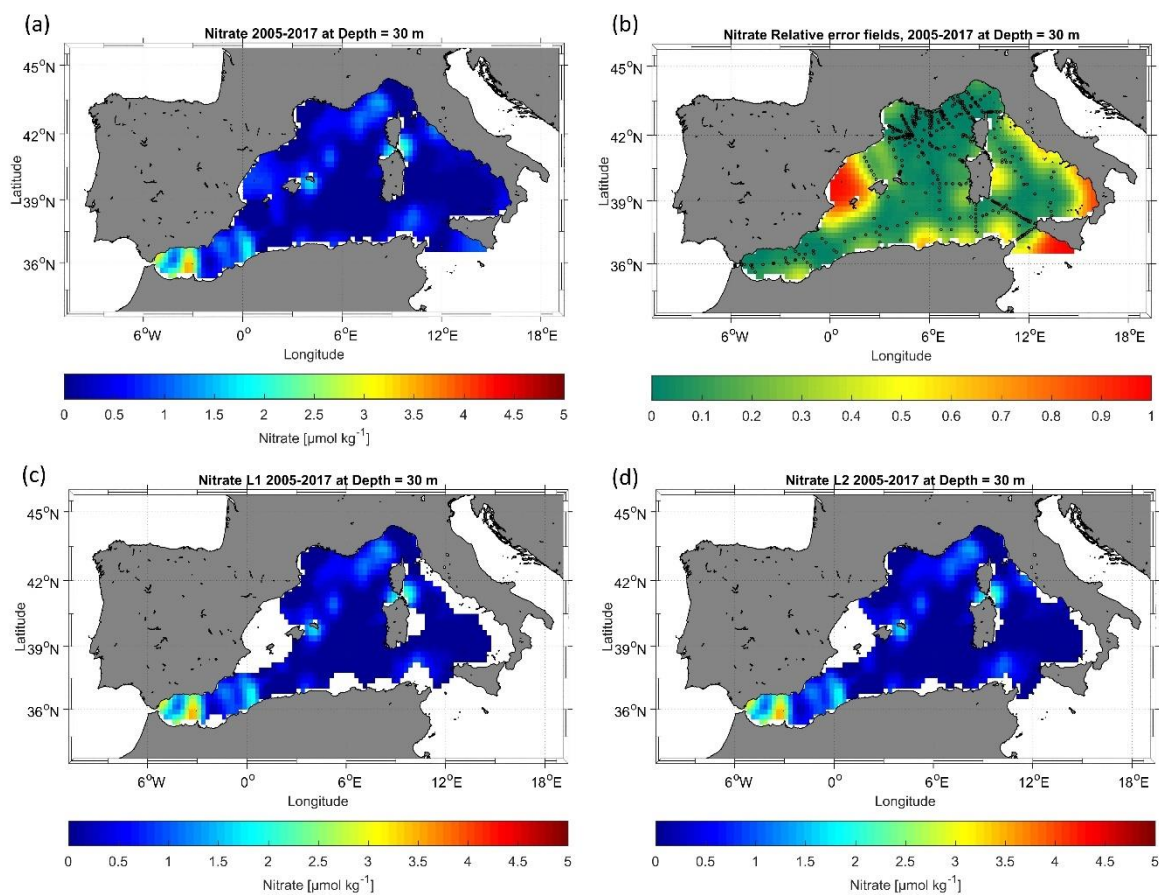 (a)
Nitrate 2005-2017 at Depth = 30 m
45°N
42°N
39°N
36°N
Latitude
6°W
0°
6°E
12°E
18°E
Longitude
0
0.5
1
1.5
2
2.5
3
3.5
4
4.5
5
Nitrate [µmol kg⁻¹]
(b)
Nitrate Relative error fields, 2005-2017 at Depth = 30 m
45°N
42°N
39°N
36°N
Latitude
6°W
0°
6°E
12°E
18°E
Longitude
0
0.1
0.2
0.3
0.4
0.5
0.6
0.7
0.8
0.9
1
(c)
Nitrate L1 2005-2017 at Depth = 30 m
45°N
42°N
39°N
36°N
Latitude
6°W
0°
6°E
12°E
18°E
Longitude
0
0.5
1
1.5
2
2.5
3
3.5
4
4.5
5
Nitrate [µmol kg⁻¹]
(d)
Nitrate L2 2005-2017 at Depth = 30 m
45°N
42°N
39°N
36°N
Latitude
6°W
0°
6°E
12°E
18°E
Longitude
0
0.5
1
1.5
2
2.5
3
3.5
4
4.5
5
Nitrate [µmol kg⁻¹]